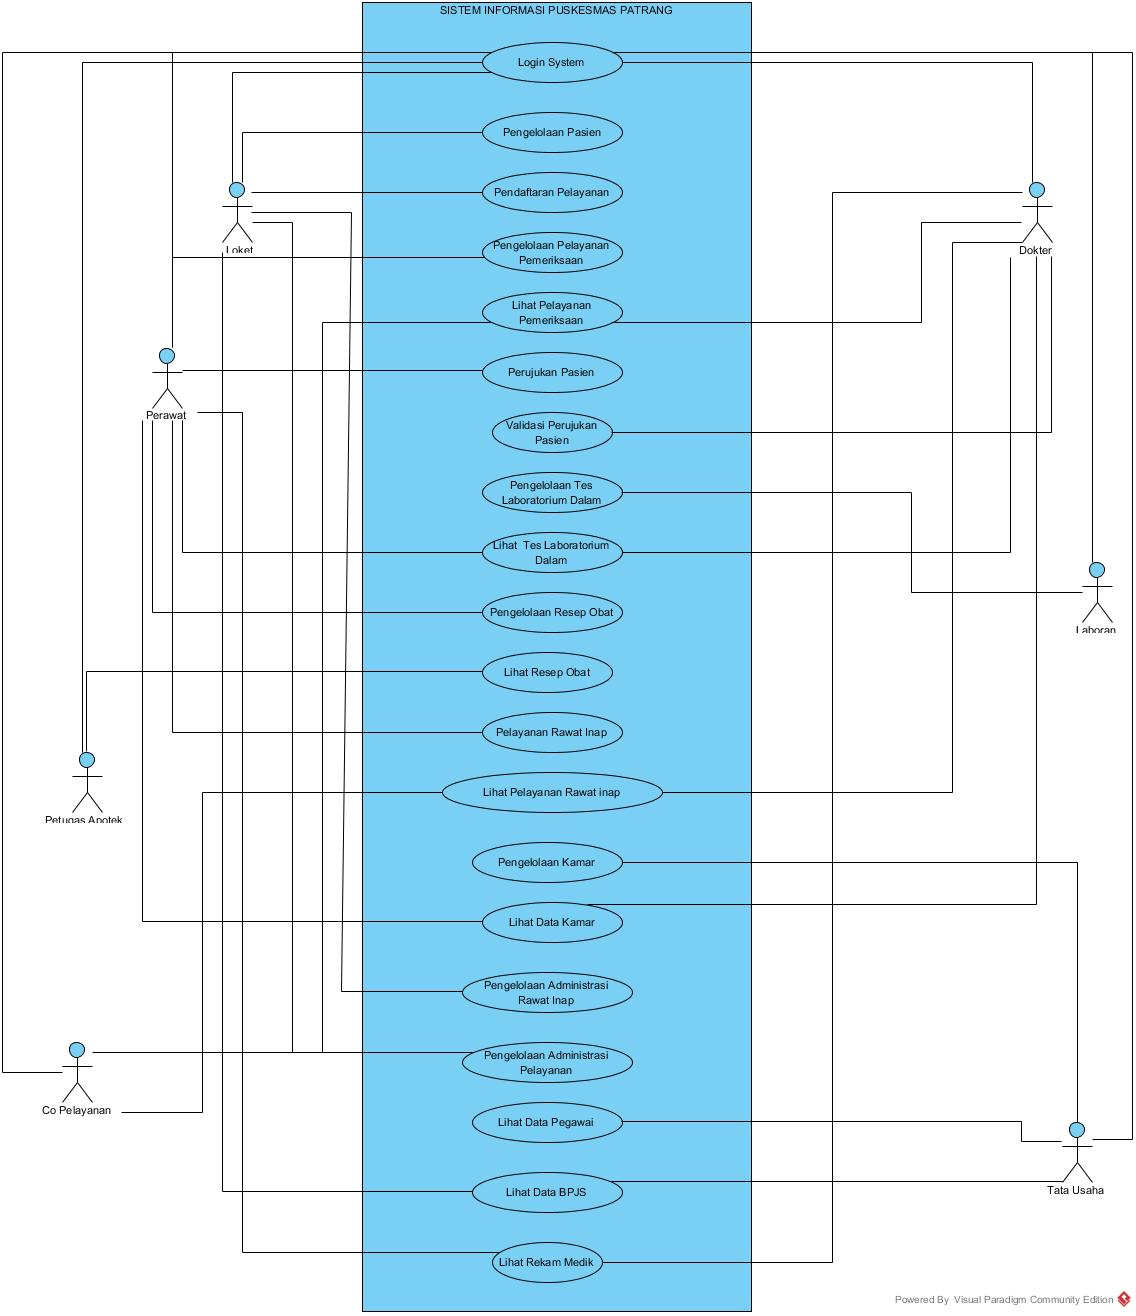 SISTEM INFORMASI PUSKESMAS PATRANG
Login System
Pengelolaan Pasien
Pendaftaran Pelayanan
Loket
Pengelolaan Pelayanan
Pemeriksaan
Dokter
Lihat Pelayanan
Pemeriksaan
Perujukan Pasien
Perawat
Validasi Perujukan
Pasien
Pengelolaan Tes
Laboratorium Dalam
Lihat  Tes Laboratorium
Dalam
Pengelolaan Resep Obat
Laboran
Lihat Resep Obat
Pelayanan Rawat Inap
Lihat Pelayanan Rawat inap
Petugas Apotek
Pengelolaan Kamar
Lihat Data Kamar
Pengelolaan Administrasi
Rawat Inap
Pengelolaan Administrasi
Pelayanan
Co Pelayanan
Lihat Data Pegawai
Lihat Data BPJS
Tata Usaha
Lihat Rekam Medik
Powered By  Visual Paradigm Community Edition